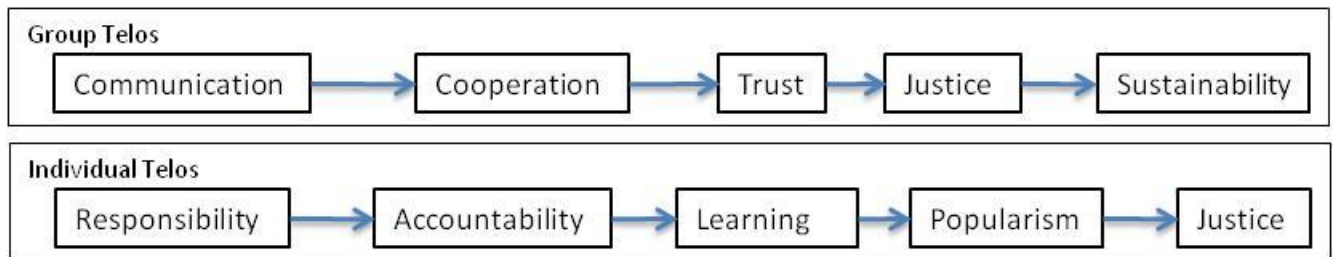 Group Telos
Communication Cooperation Trust Justice Sustainability
Individual Telos
Responsibility Accountability Learning Popularism Justice